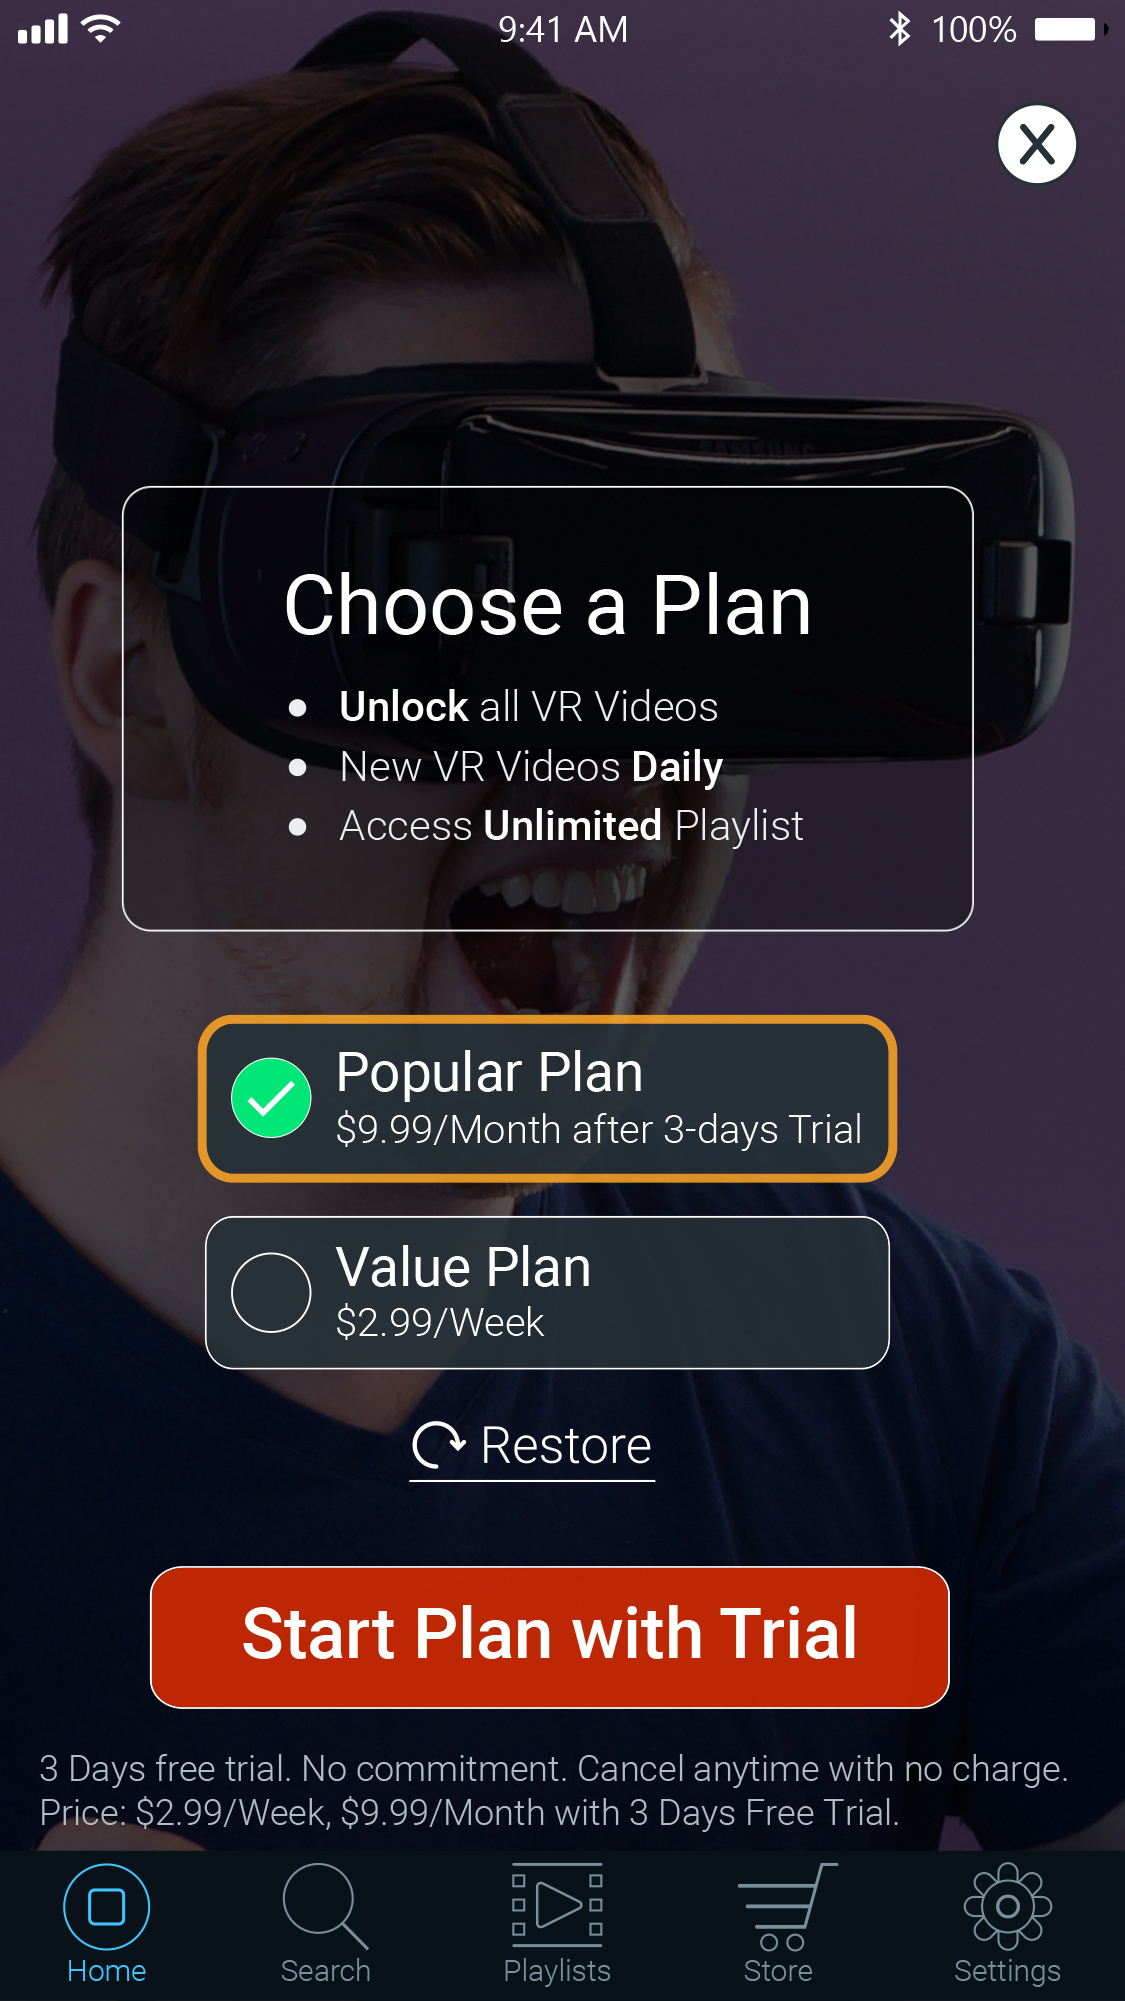 9:41 AM
100%
X
SAMSUNG
Choose a Plan
Unlock all VR Videos
New VR Videos Daily
Access Unlimited Playlist
Popular Plan
$9.99/Month after 3-days Trial
Value Plan
$2.99/Week
Restore
Start Plan with Trial
3 Days free trial. No commitment. Cancel anytime with no charge.
Price: $2.99/Week, $9.99/Month with 3 Days Free Trial.
Home
Search
Playlists
Store
Settings